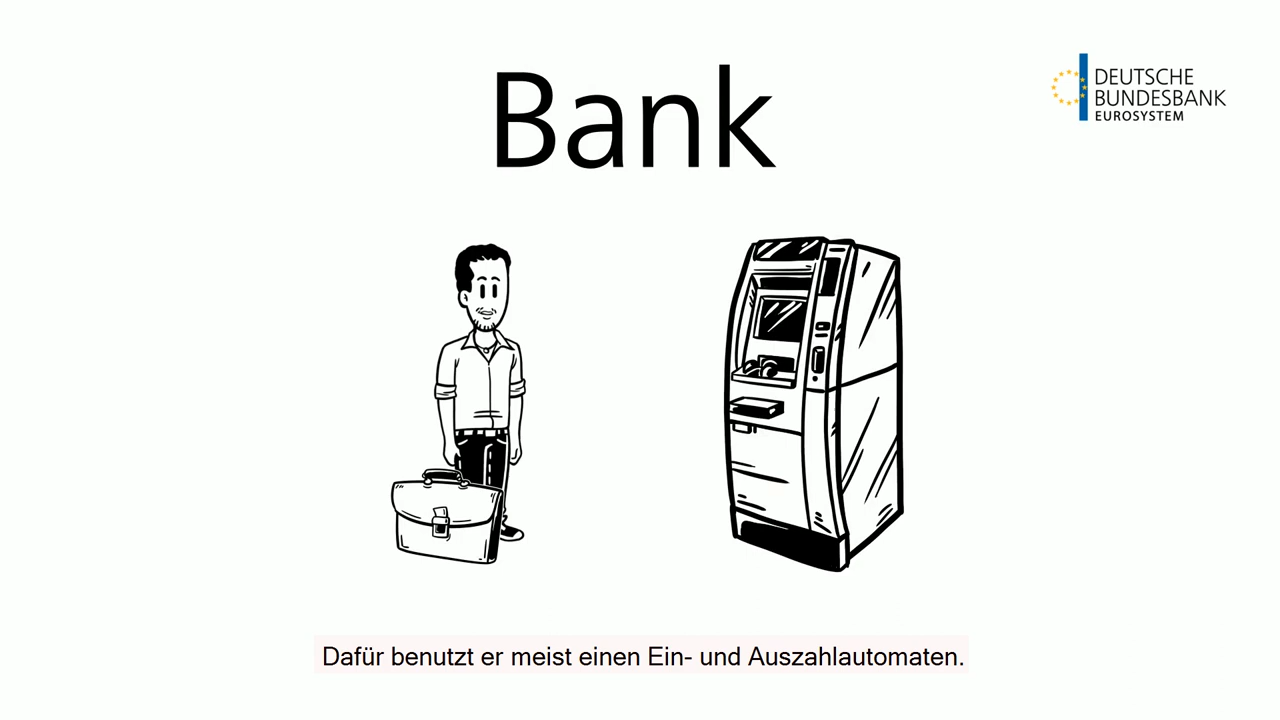 Bank
DEUTSCHE
BUNDESBANK
EUROSYSTEM
Dafür benutzt er meist einen Ein- und Auszahlautomaten.